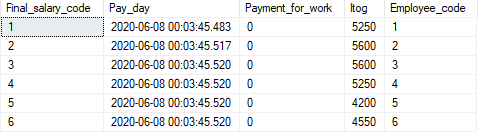 Final_salary_code Pay_day Payment_for_work Itog Employee_code
1 2020-06-08 00:03:45.483 0 5250 1
2 2020-06-08 00:03:45.517 0 5600 2
3 2020-06-08 00:03:45.520 0 5600 3
4 2020-06-08 00:03:45.520 0 5250 4
5 2020-06-08 00:03:45.520 0 4200 5
6 2020-06-08 00:03:45.520 0 4550 6